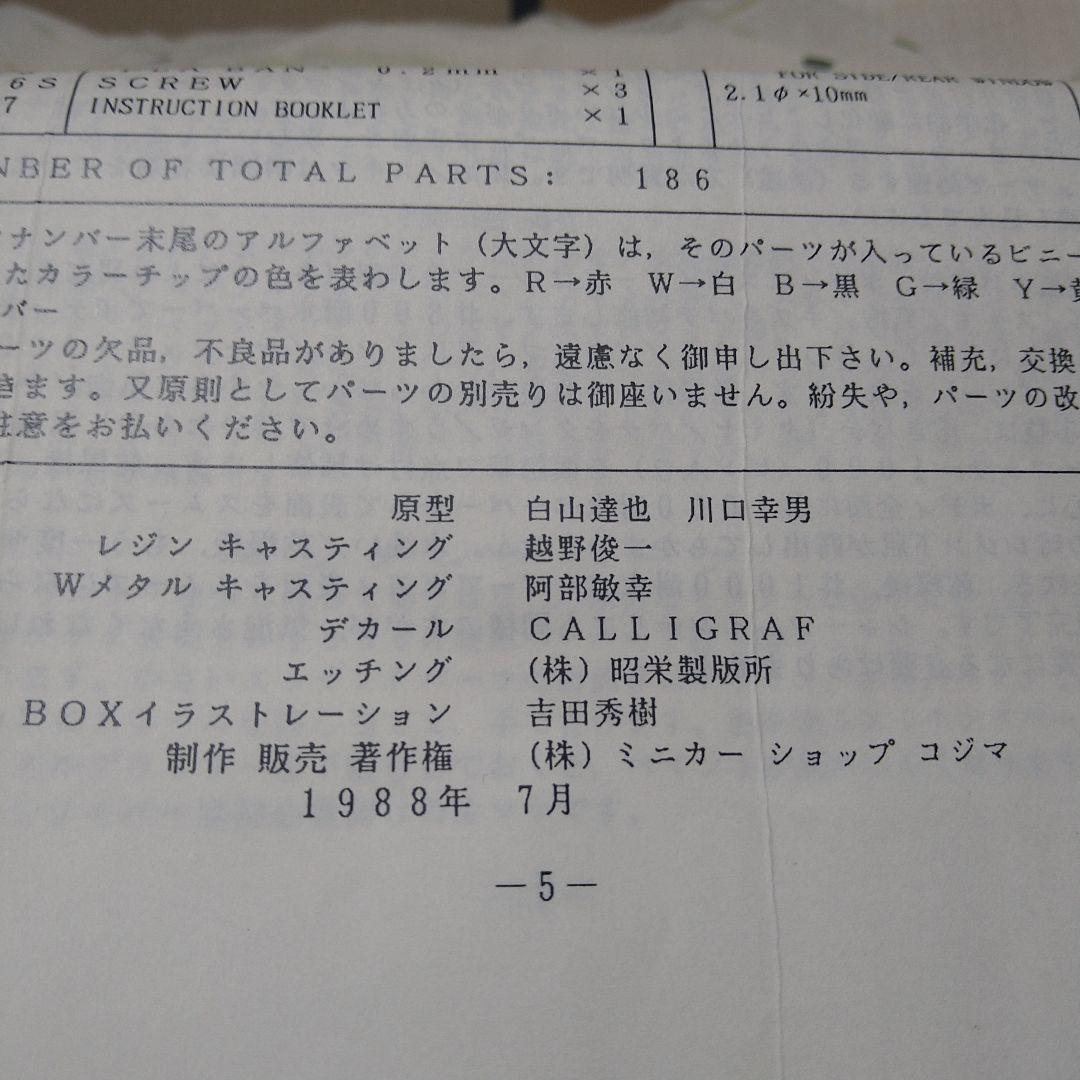 6S SCREW ×3
7 INSTRUCTION BOOKLET ×1 2.1φ×10mm
NBER OF TOTAL PARTS: 186
ナンバー末尾のアルファベット（大文字）は，そのパーツが入っているビニー
たカラーチップの色を表わします。R→赤 W→白 B→黒 G→緑 Y→黄
バー
ーツの欠品，不良品がありましたら，遠慮なく御申し出下さい。補充，交換
きます。又原則としてパーツの別売りは御座いません。紛失や，パーツの改
注意をお払いください。
原型 白山達也 川口幸男
レジン キャスティング 越野俊一
Wメタル キャスティング 阿部敏幸
デカール CALLIGRAF
エッチング （株）昭栄製版所
BOXイラストレーション 吉田秀樹
制作 販売 著作権 （株）ミニカー ショップ コジマ
1988年 7月
―5―